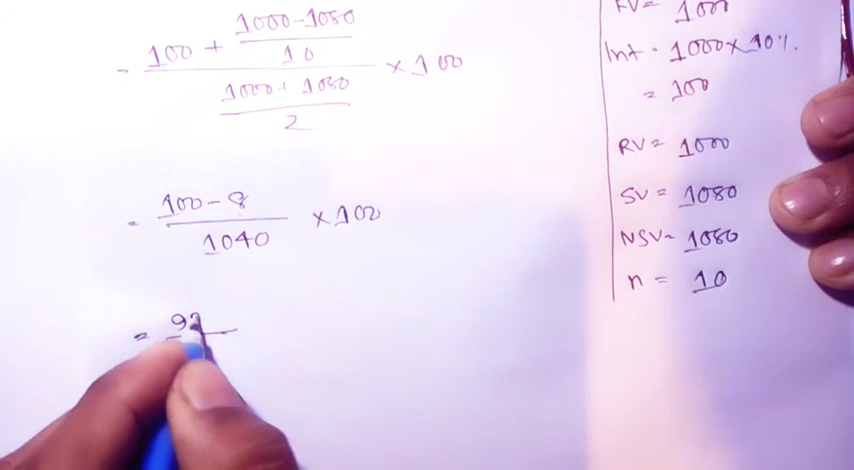 = 100 + (1000-1080)/10 / (1000+1080)/2 × 100
= 100-8 / 1040 × 100
= 92
FV = 1000
Int. 1000×10%.
= 100
RV = 1000
SV = 1080
NSV = 1080
n = 10